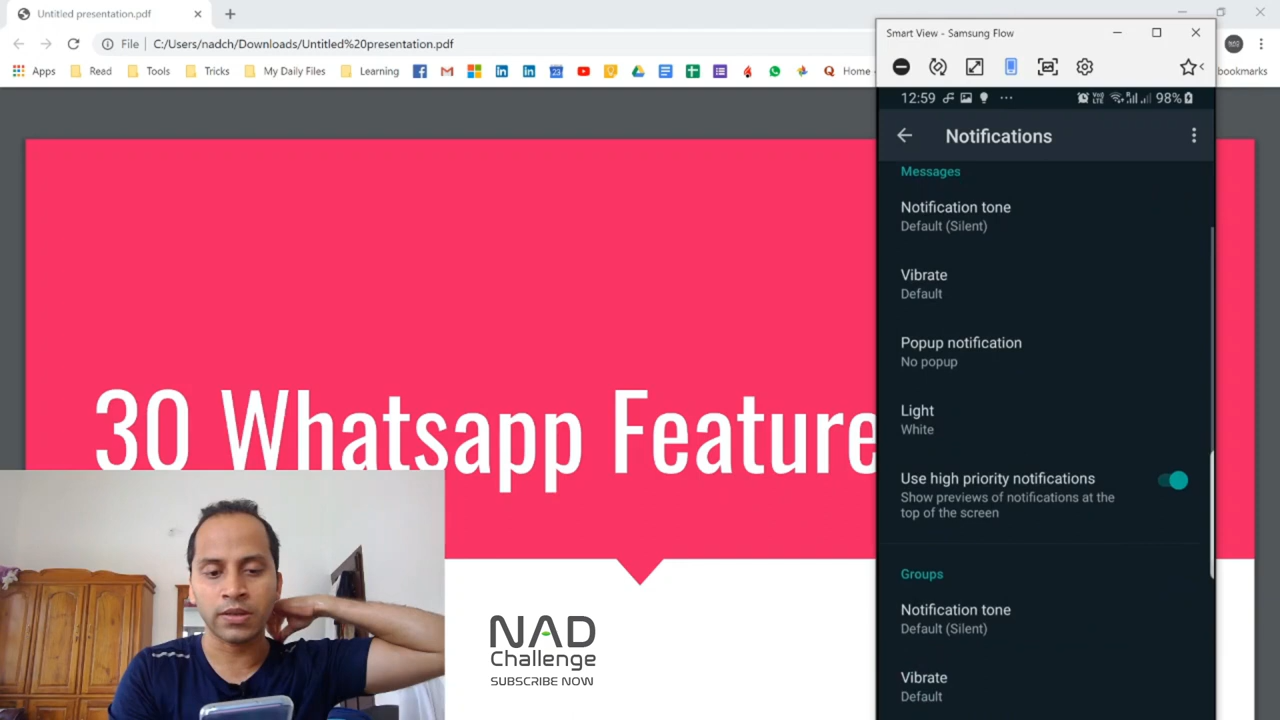 Untitled presentation.pdf
File
C:/Users/nadch/Downloads/Untitled%20presentation.pdf
Apps
Read
Tools
Tricks
My Daily Files
Learning
Home
bookmarks
30 Whatsapp Feature
NAD
Challenge
SUBSCRIBE NOW
Smart View - Samsung Flow
12:59
98%
Notifications
Messages
Notification tone
Default (Silent)
Vibrate
Default
Popup notification
No popup
Light
White
Use high priority notifications
Show previews of notifications at the
top of the screen
Groups
Notification tone
Default (Silent)
Vibrate
Default